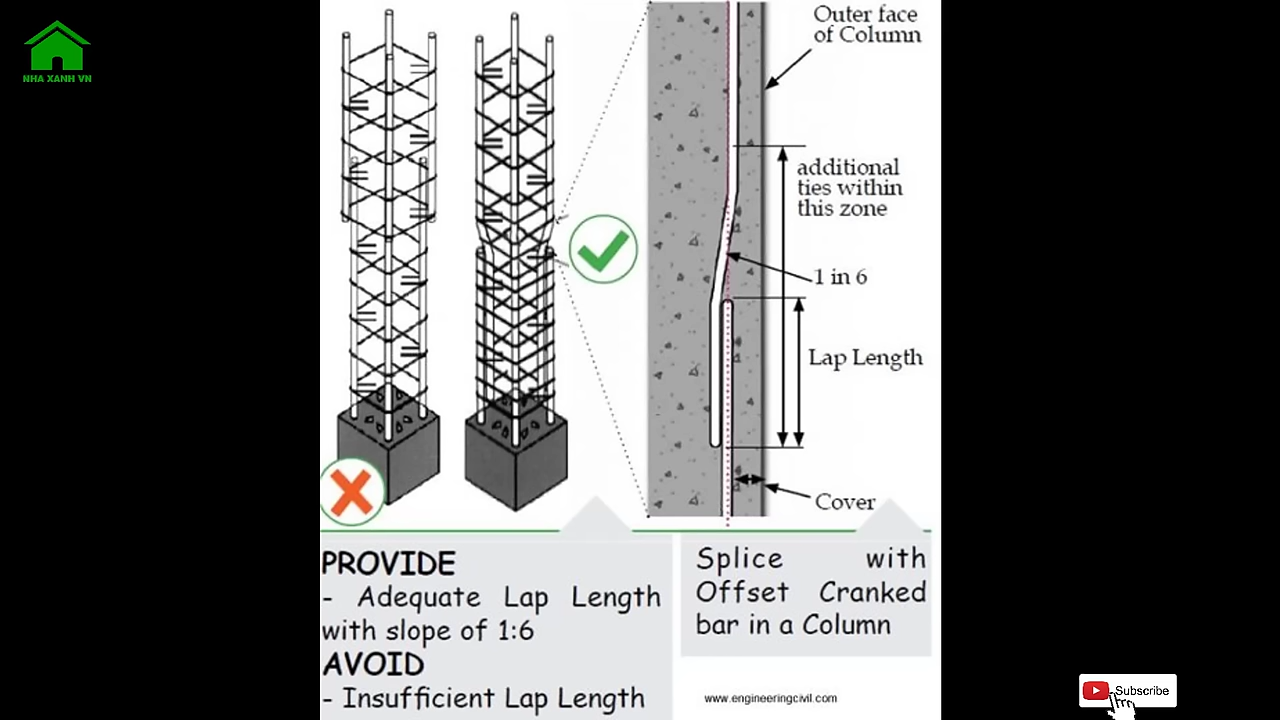 NHA XANH VN
Outer face
of Column
additional
ties within
this zone
1 in 6
Lap Length
Cover
PROVIDE
- Adequate Lap Length
with slope of 1:6
AVOID
- Insufficient Lap Length
Splice with
Offset Cranked
bar in a Column
www.engineeringcivil.com
Subscribe